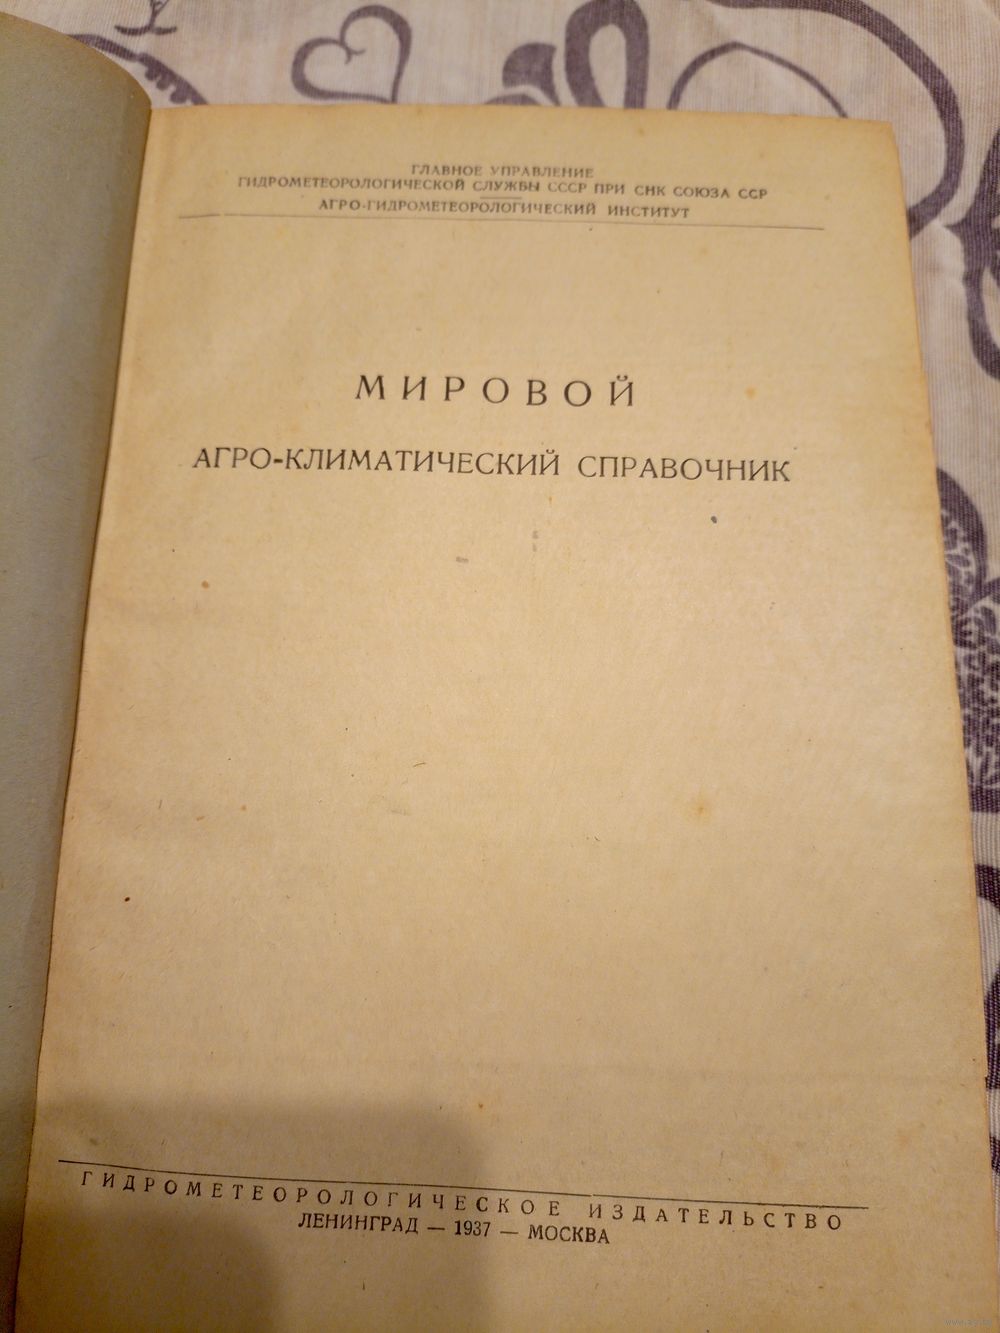 ГЛАВНОЕ УПРАВЛЕНИЕ
ГИДРОМЕТЕОРОЛОГИЧЕСКОЙ СЛУЖБЫ СССР ПРИ СНК СОЮЗА ССР
АГРО-ГИДРОМЕТЕОРОЛОГИЧЕСКИЙ ИНСТИТУТ
МИРОВОЙ
АГРО-КЛИМАТИЧЕСКИЙ СПРАВОЧНИК
ГИДРОМЕТЕОРОЛОГИЧЕСКОЕ ИЗДАТЕЛЬСТВО
ЛЕНИНГРАД — 1937 — МОСКВА